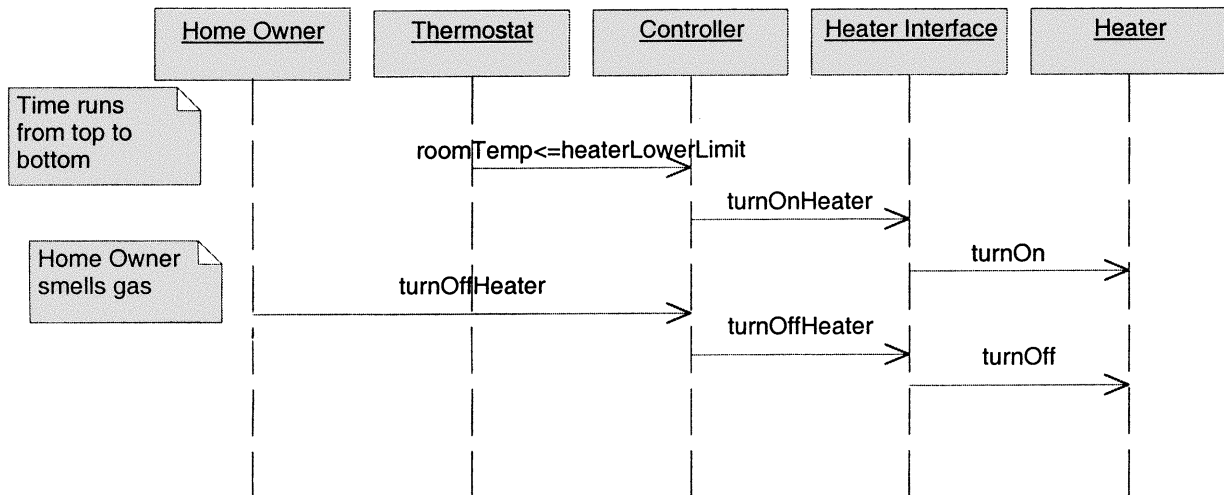 Home Owner
Thermostat
Controller
Heater Interface
Heater
Time runs
from top to
bottom
roomTemp<=heaterLowerLimit
turnOnHeater
Home Owner
smells gas
turnOn
turnOffHeater
turnOffHeater
turnOff